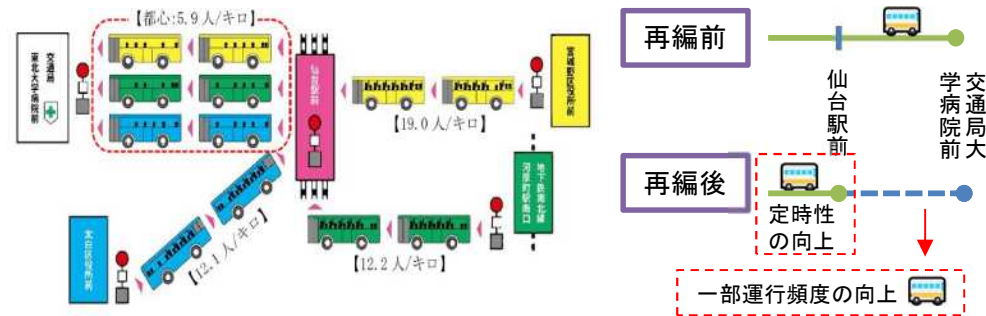 【都心:5.9人/キロ】
交通局
東北大学病院前
仙台駅前
宮城野区役所前
【19.0人/キロ】
地下鉄南北線
河原町駅南口
【12.2人/キロ】
太白区役所前
【12.1人/キロ】
再編前
仙台駅前
交通局大
学病院前
再編後
定時性
の向上
一部運行頻度の向上